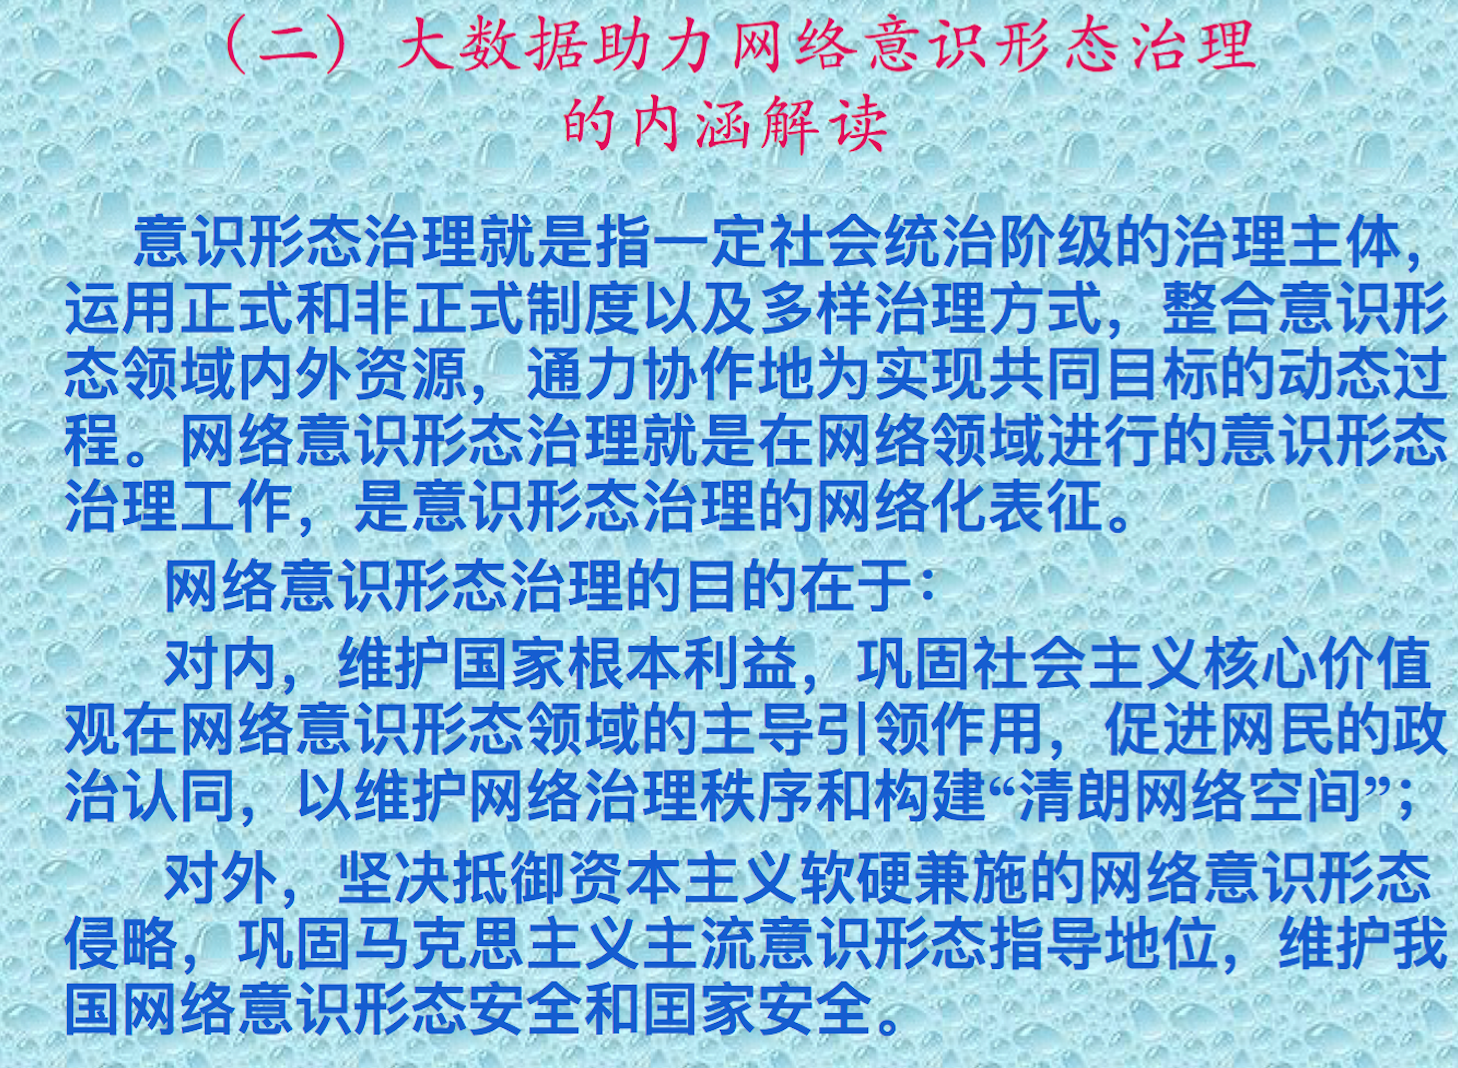 （二）大数据助力网络意识形态治理
的内涵解读
意识形态治理就是指一定社会统治阶级的治理主体，
运用正式和非正式制度以及多样治理方式，整合意识形
态领域内外资源，通力协作地为实现共同目标的动态过
程。网络意识形态治理就是在网络领域进行的意识形态
治理工作，是意识形态治理的网络化表征。
网络意识形态治理的目的在于：
对内，维护国家根本利益，巩固社会主义核心价值
观在网络意识形态领域的主导引领作用，促进网民的政
治认同，以维护网络治理秩序和构建“清朗网络空间”；
对外，坚决抵御资本主义软硬兼施的网络意识形态
侵略，巩固马克思主义主流意识形态指导地位，维护我
国网络意识形态安全和国家安全。